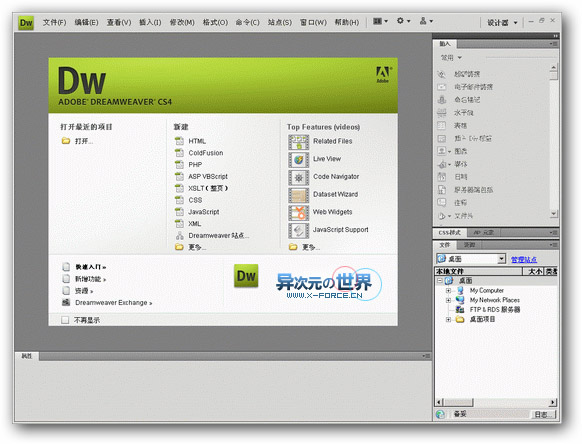 Dw 文件(F) 编辑(E) 查看(V) 插入(I) 修改(M) 格式(O) 命令(C) 站点(S) 窗口(W) 帮助(H) 设计器
插入
常用
超级链接
电子邮件链接
命名锚记
水平线
表格
插入 Div 标签
图像
媒体
日期
服务器端包括
注释
文件头
Dw
ADOBE® DREAMWEAVER® CS4
Adobe
打开最近的项目
打开...
新建
HTML
ColdFusion
PHP
ASP VBScript
XSLT (整页)
CSS
JavaScript
XML
Dreamweaver 站点...
更多...
Top Features (videos)
Related Files
Live View
Code Navigator
Dataset Wizard
Web Widgets
JavaScript Support
更多...
快速入门 »
新增功能 »
资源 »
Dreamweaver Exchange »
Dw
异次元の世界
WWW.X-FORCE.CN
不再显示
CSS样式 AP 元素
文件 资源
桌面 管理站点
本地文件 大小 类型
桌面
My Computer
My Network Places
FTP & RDS 服务器
桌面项目
备妥 日志...
属性